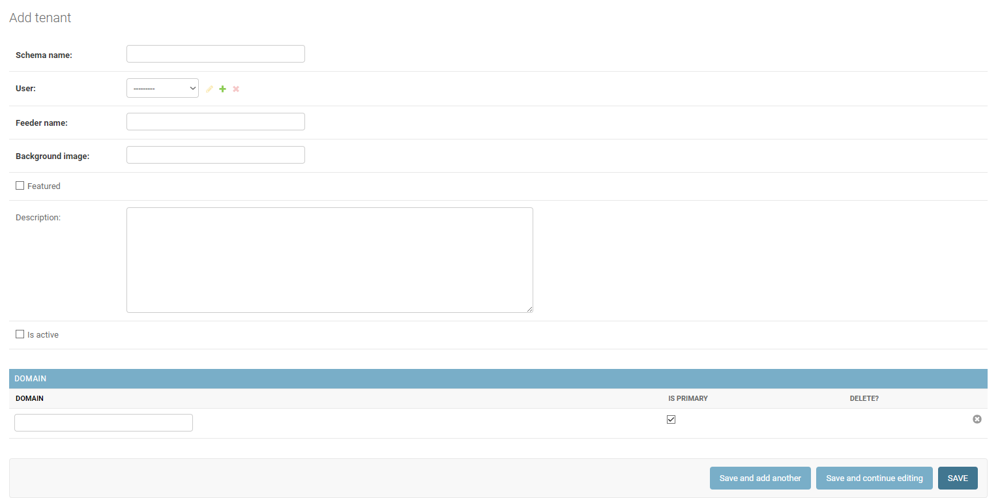 Add tenant
Schema name:
User:
---------
Feeder name:
Background image:
Featured
Description:
Is active
DOMAIN
DOMAIN IS PRIMARY DELETE?
Save and add another Save and continue editing SAVE